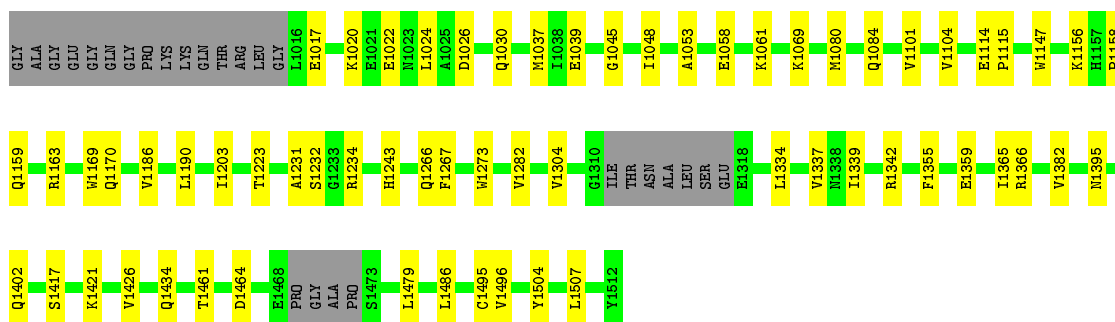 GLY ALA GLY GLU GLY GLN GLY PRO LYS LYS GLN THR ARG LEU GLY L1016 E1017 K1020 E1021 E1022 N1023 L1024 A1025 D1026 Q1030 M1037 I1038 E1039 G1045 I1048 A1053 E1058 K1061 K1069 M1080 Q1084 V1101 V1104 E1114 P1115 W1147 K1156 H1157
Q1159 R1163 W1169 Q1170 V1186 L1190 I1203 T1223 A1231 S1232 G1233 R1234 H1243 Q1266 F1267 W1273 V1282 V1304 G1310 ILE THR ASN ALA LEU SER GLU E1318 L1334 V1337 N1338 I1339 R1342 F1355 E1359 I1365 R1366 V1382 N1395
Q1402 S1417 K1421 V1426 Q1434 T1461 D1464 E1468 PRO GLY ALA PRO S1473 L1479 L1486 C1495 V1496 Y1504 L1507 Y1512